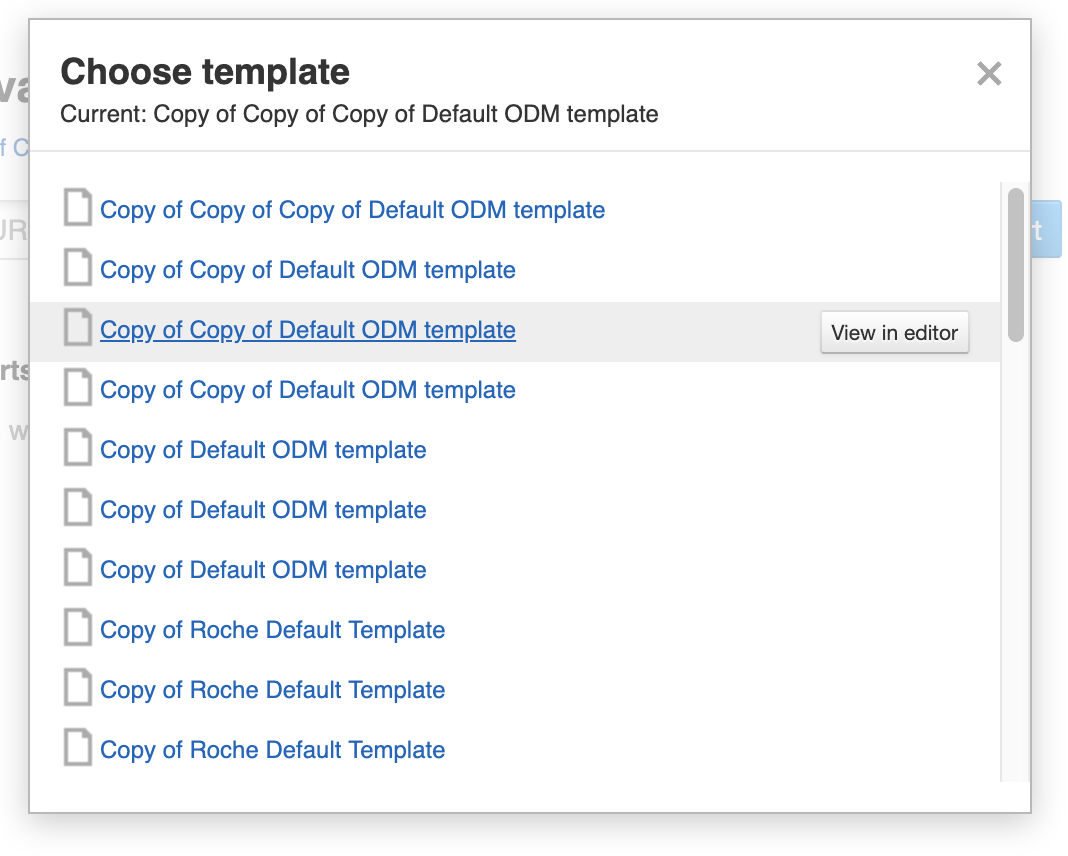 Choose template
Current: Copy of Copy of Copy of Default ODM template
Copy of Copy of Copy of Default ODM template
Copy of Copy of Default ODM template
Copy of Copy of Default ODM template
View in editor
Copy of Copy of Default ODM template
Copy of Default ODM template
Copy of Default ODM template
Copy of Default ODM template
Copy of Roche Default Template
Copy of Roche Default Template
Copy of Roche Default Template